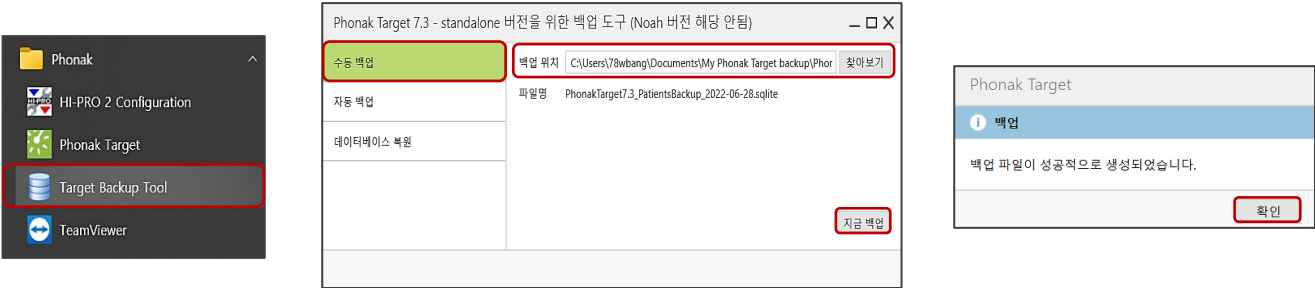 Phonak
HI-PRO
HI-PRO 2 Configuration
Phonak Target
Target Backup Tool
TeamViewer
Phonak Target 7.3 - standalone 버전을 위한 백업 도구 (Noah 버전 해당 안됨)
수동 백업
자동 백업
데이터베이스 복원
백업 위치 C:\Users\78wbang\Documents\My Phonak Target backup\Phor 찾아보기
파일명 PhonakTarget7.3_PatientsBackup_2022-06-28.sqlite
지금 백업
Phonak Target
백업
백업 파일이 성공적으로 생성되었습니다.
확인